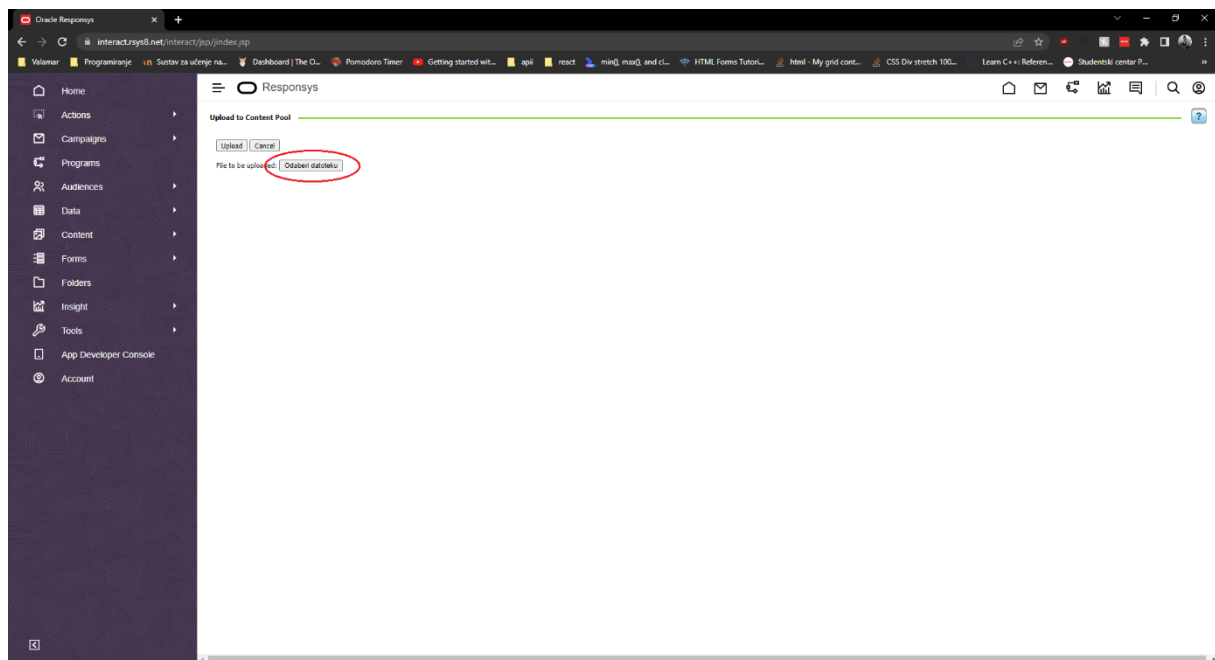 Oracle Responsys
interact.rsys8.net/interact/jsp/jindex.jsp
Valamar Programiranje Sustav za učenje na... Dashboard | The O... Pomodoro Timer Getting started wit... apii react min(), max(), and cl... HTML Forms Tutori... html - My grid cont... CSS Div stretch 100... Learn C++: Referen... Studentski centar P... »
Home
Responsys
Actions
Upload to Content Pool
Campaigns
Upload Cancel
Programs
File to be uploaded: Odaberi datoteku
Audiences
Data
Content
Forms
Folders
Insight
Tools
App Developer Console
Account